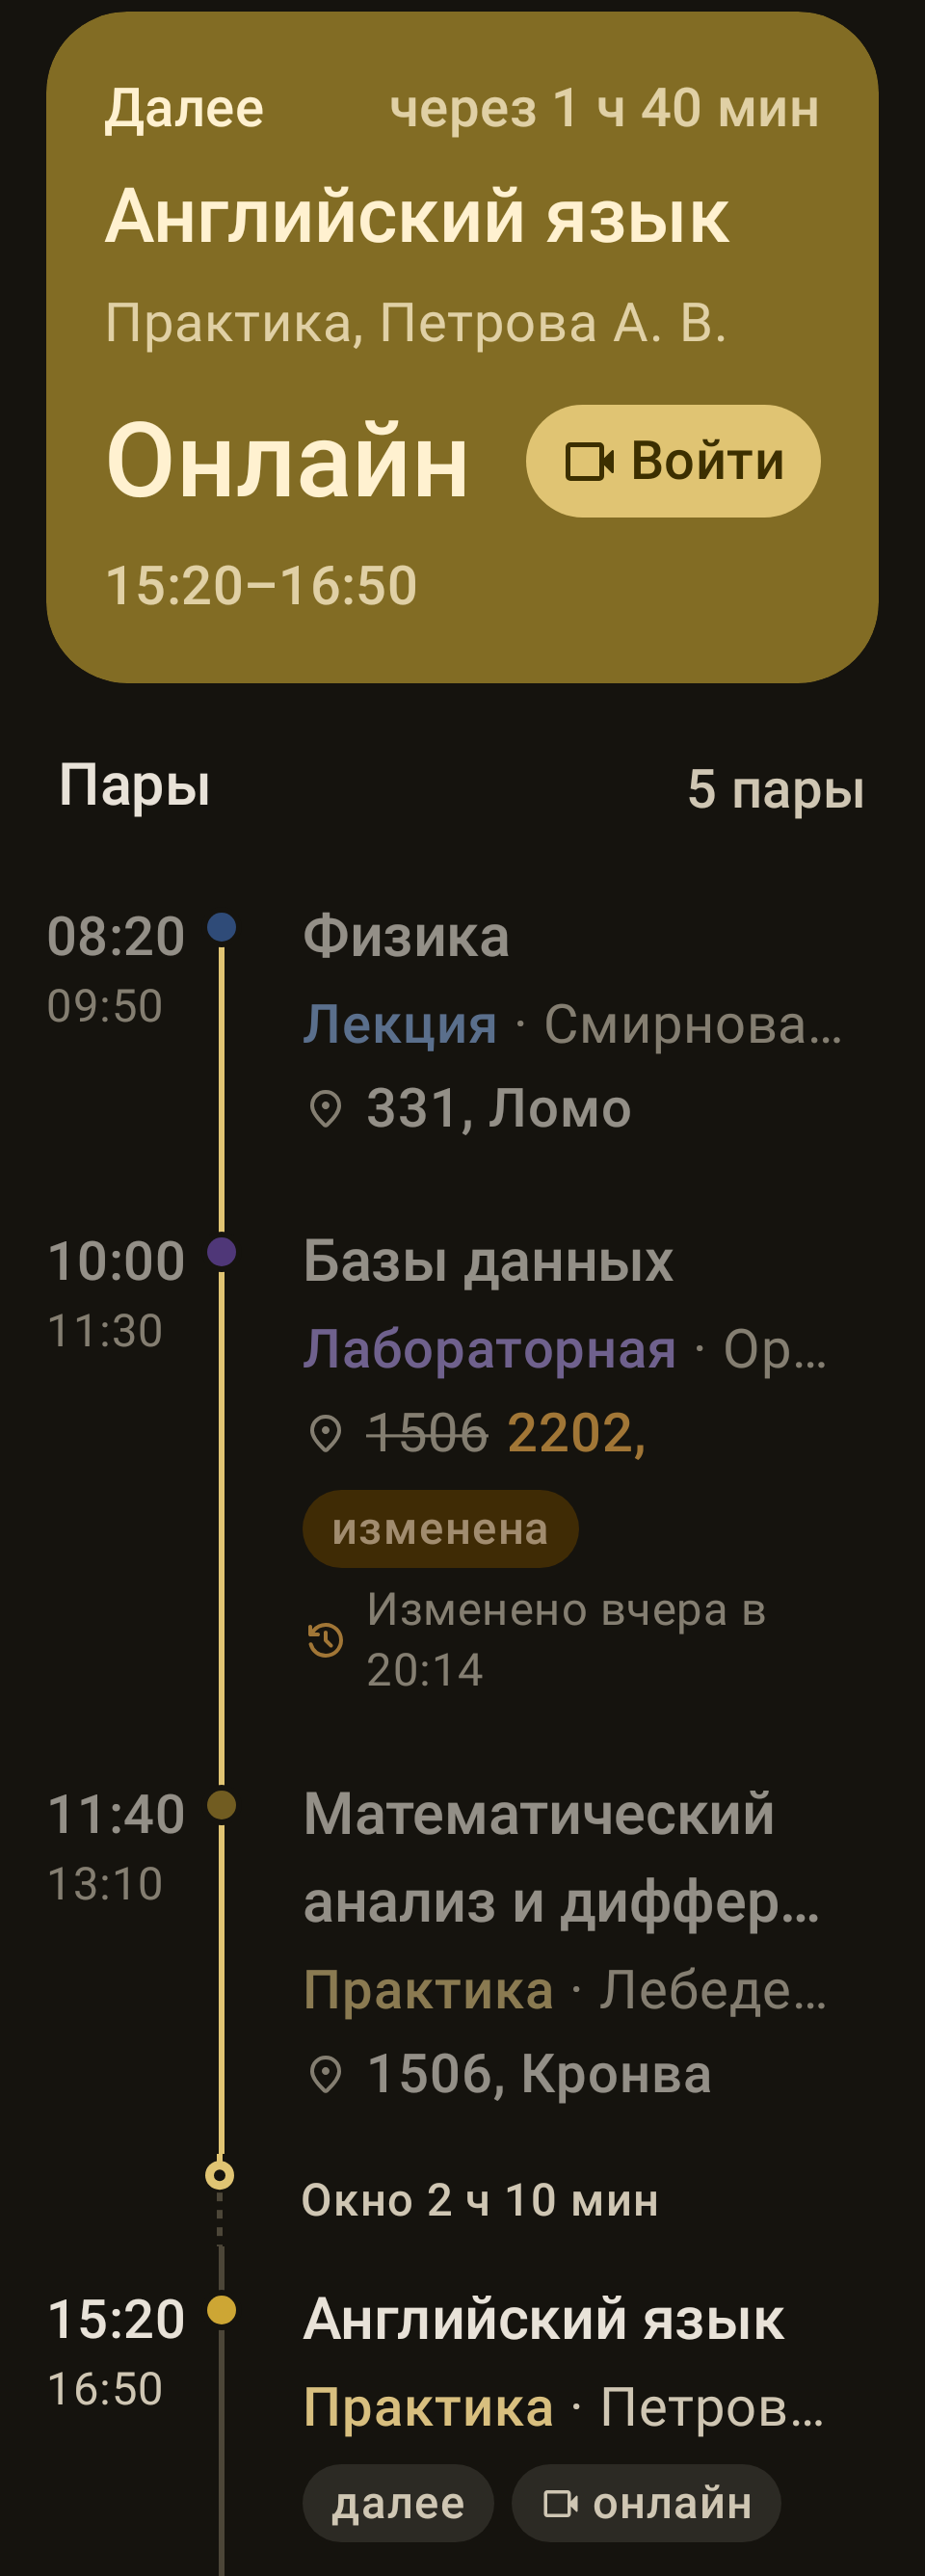 Далее через 1 ч 40 мин
Английский язык
Практика, Петрова А. В.
Онлайн Войти
15:20–16:50
Пары 5 пары
08:20 Физика
09:50 Лекция · Смирнова…
331, Ломо
10:00 Базы данных
11:30 Лабораторная · Ор…
1506 2202,
изменена
Изменено вчера в
20:14
11:40 Математический
13:10 анализ и диффер…
Практика · Лебеде…
1506, Кронва
Окно 2 ч 10 мин
15:20 Английский язык
16:50 Практика · Петров…
далее онлайн